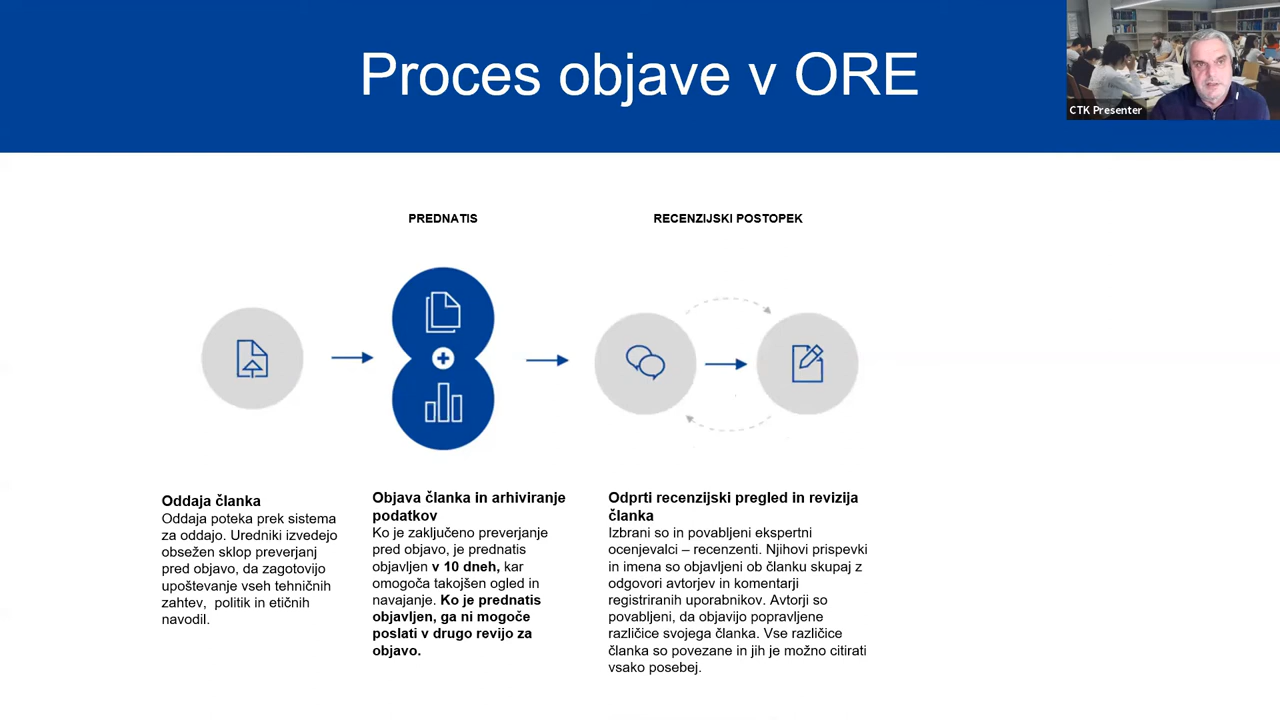 Proces objave v ORE
CTK Presenter
PREDNATIS
RECENZIJSKI POSTOPEK
Oddaja članka
Oddaja poteka prek sistema
za oddajo. Uredniki izvedejo
obsežen sklop preverjanj
pred objavo, da zagotovijo
upoštevanje vseh tehničnih
zahtev, politik in etičnih
navodil.
Objava članka in arhiviranje
podatkov
Ko je zaključeno preverjanje
pred objavo, je prednatis
objavljen v 10 dneh, kar
omogoča takojšen ogled in
navajanje. Ko je prednatis
objavljen, ga ni mogoče
poslati v drugo revijo za
objavo.
Odprti recenzijski pregled in revizija
članka
Izbrani so in povabljeni ekspertni
ocenjevalci – recenzenti. Njihovi prispevki
in imena so objavljeni ob članku skupaj z
odgovori avtorjev in komentarji
registriranih uporabnikov. Avtorji so
povabljeni, da objavijo popravljene
različice svojega članka. Vse različice
članka so povezane in jih je možno citirati
vsako posebej.